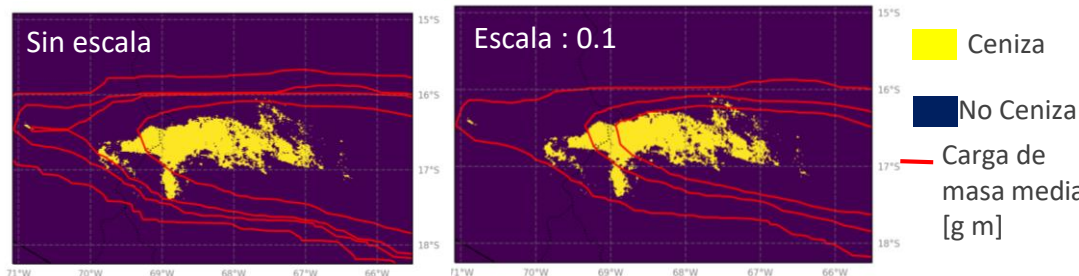 Sin escala
15°S
16°S
17°S
18°S
71°W 70°W 69°W 68°W 67°W 66°W
Escala : 0.1
15°S
16°S
17°S
18°S
1°W 70°W 69°W 68°W 67°W 66°W
Ceniza
No Ceniza
Carga de
masa media
[g m]